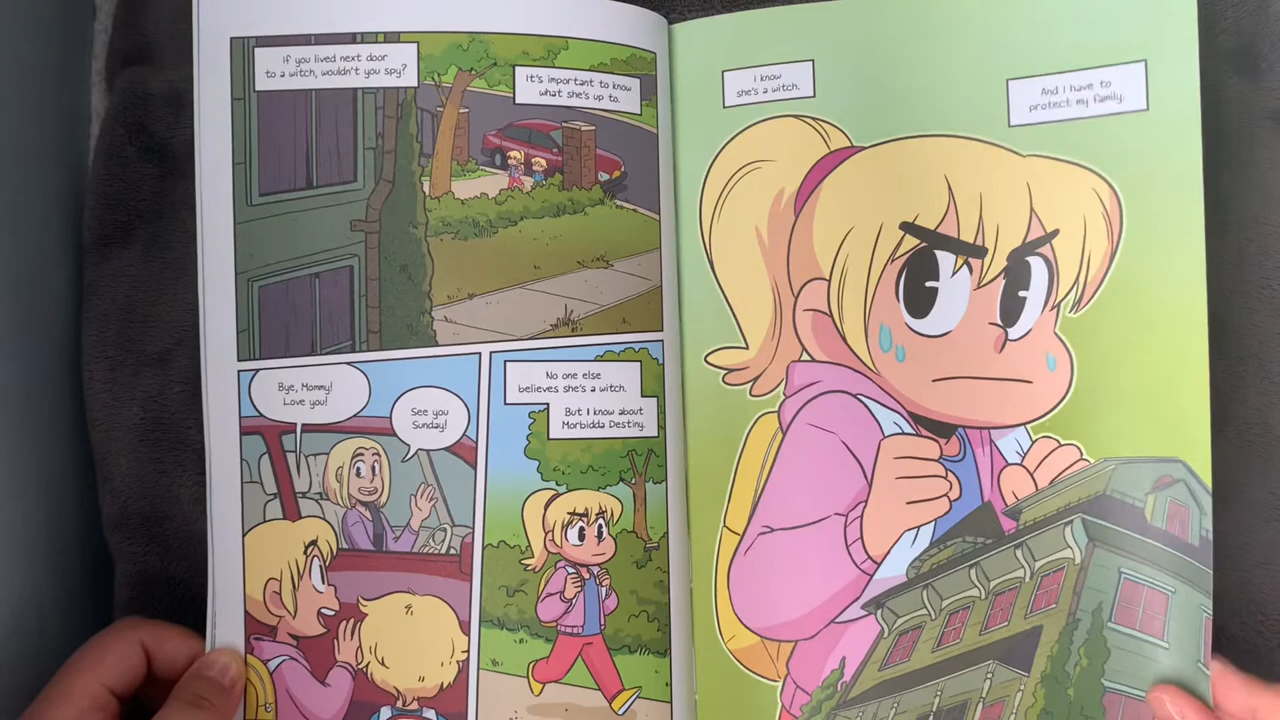 If you lived next door
to a witch, wouldn't you spy?
It's important to know
what she's up to.
Bye, Mommy!
Love you!
See you
Sunday!
No one else
believes she's a witch.
But I know about
Morbidda Destiny.
I know
she's a witch.
And I have to
protect my family.